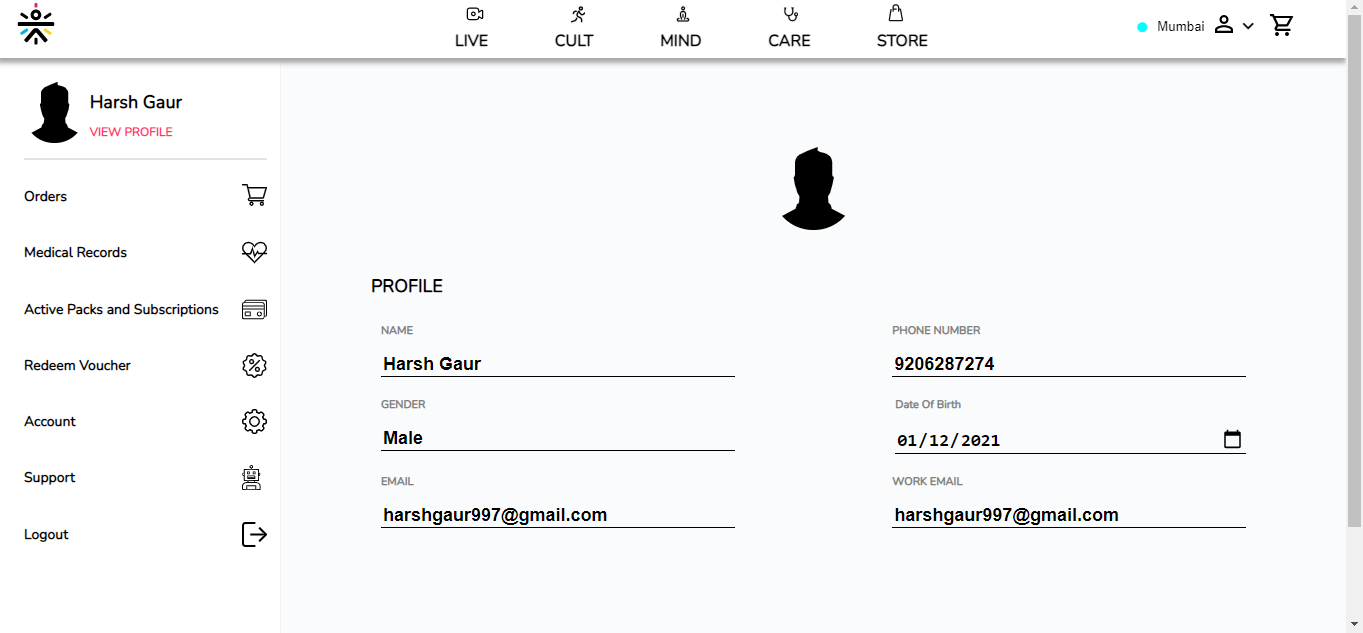 LIVE
CULT
MIND
CARE
STORE
Mumbai
Harsh Gaur
VIEW PROFILE
Orders
Medical Records
Active Packs and Subscriptions
Redeem Voucher
Account
Support
Logout
PROFILE
NAME
Harsh Gaur
PHONE NUMBER
9206287274
GENDER
Male
Date Of Birth
01/12/2021
EMAIL
harshgaur997@gmail.com
WORK EMAIL
harshgaur997@gmail.com